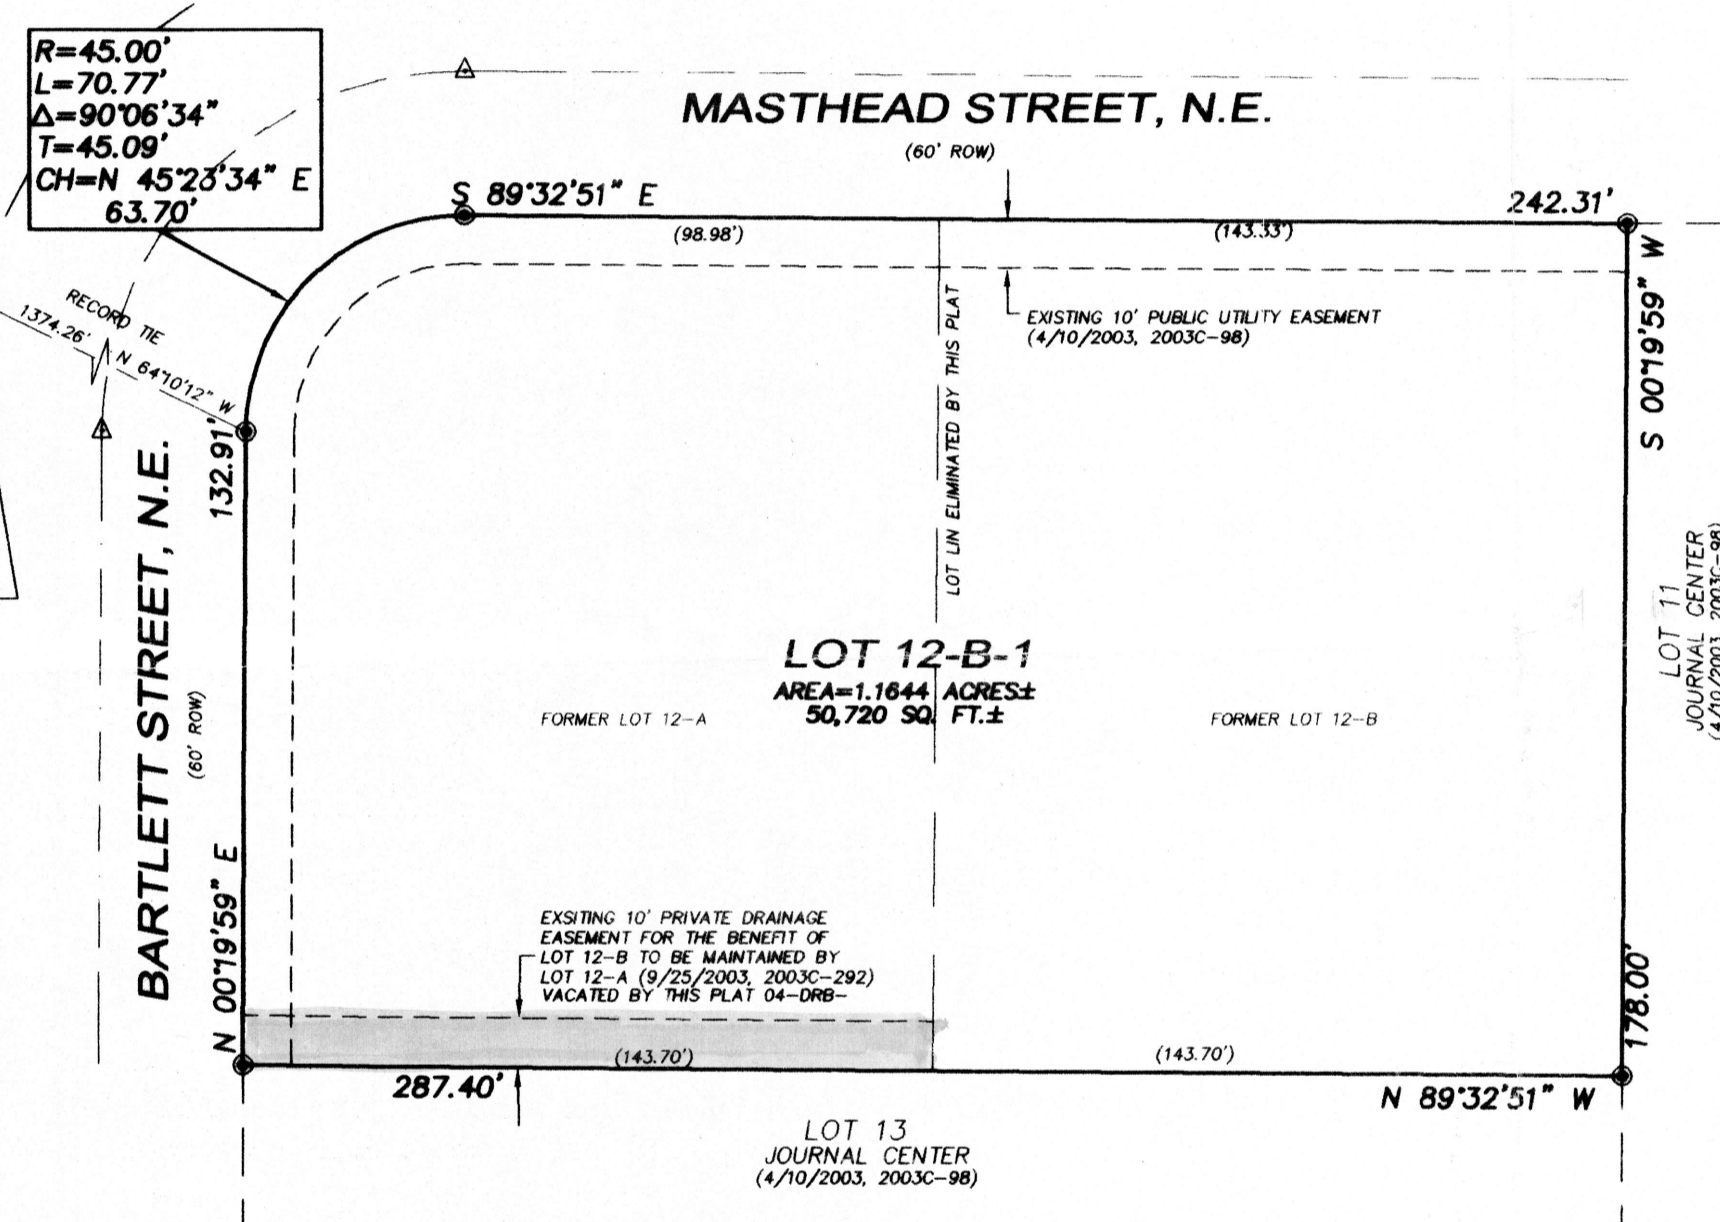 R=45.00'
L=70.77'
Δ=90°06'34"
T=45.09'
CH=N 45°23'34" E
63.70'
MASTHEAD STREET, N.E.
(60' ROW)
S 89°32'51" E
242.31'
(98.98')
(143.33')
RECORD TIE
1374.26'
N 64°10'12" W
EXISTING 10' PUBLIC UTILITY EASEMENT
(4/10/2003, 2003C-98)
LOT LIN ELIMINATED BY THIS PLAT
S 00°19'59" W
178.00'
132.91'
N 00°19'59" E
BARTLETT STREET, N.E.
(60' ROW)
LOT 12-B-1
AREA=1.1644 ACRES±
50,720 SQ. FT.±
FORMER LOT 12-A
FORMER LOT 12-B
LOT 11
JOURNAL CENTER
(4/10/2003, 2003C-98)
EXSITING 10' PRIVATE DRAINAGE
EASEMENT FOR THE BENEFIT OF
LOT 12-B TO BE MAINTAINED BY
LOT 12-A (9/25/2003, 2003C-292)
VACATED BY THIS PLAT 04-DRB-
(143.70')
(143.70')
287.40'
N 89°32'51" W
LOT 13
JOURNAL CENTER
(4/10/2003, 2003C-98)